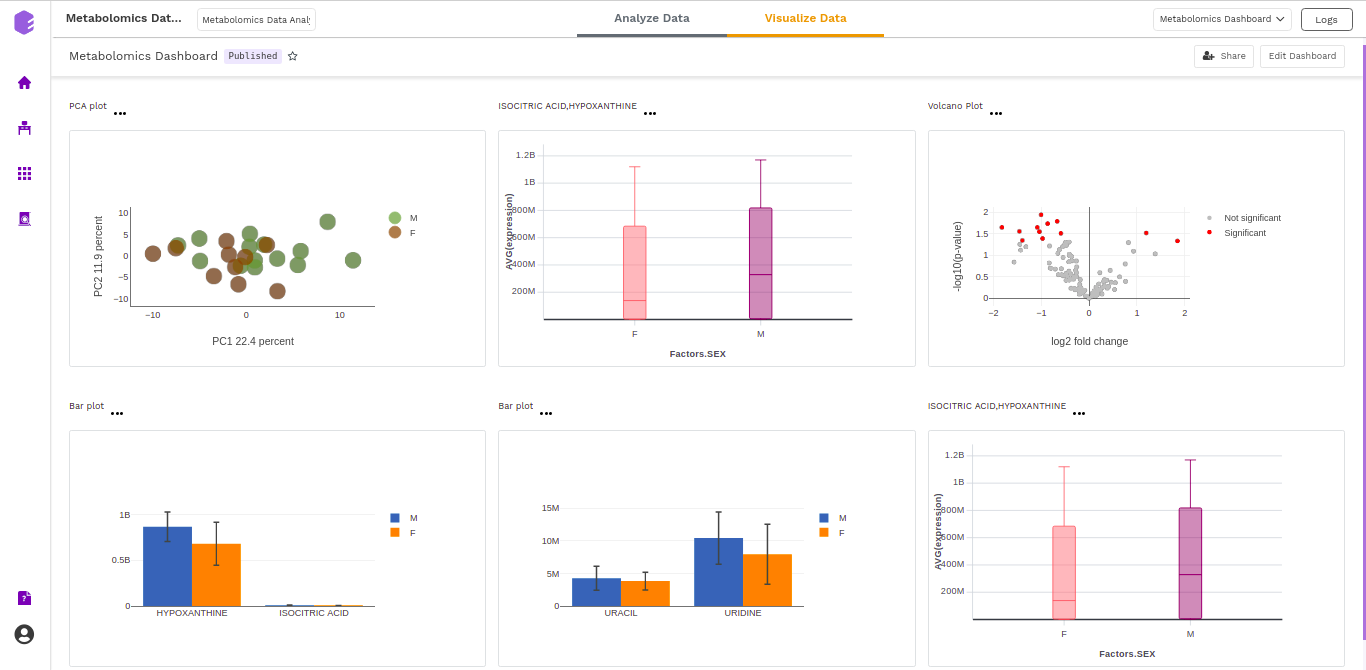 Metabolomics Dat...
Metabolomics Data Analy
Analyze Data
Visualize Data
Metabolomics Dashboard
Logs
Metabolomics Dashboard
Published
Share
Edit Dashboard
PCA plot
ISOCITRIC ACID,HYPOXANTHINE
Volcano Plot
PC2 11.9 percent
10
5
0
−5
−10
−10
0
10
PC1 22.4 percent
M
F
AVG(expression)
1.2B
1B
800M
600M
400M
200M
F
M
Factors.SEX
-log10(p-value)
2
1.5
1
0.5
0
−2
−1
0
1
2
log2 fold change
Not significant
Significant
Bar plot
Bar plot
ISOCITRIC ACID,HYPOXANTHINE
1B
0.5B
0
HYPOXANTHINE
ISOCITRIC ACID
M
F
15M
10M
5M
0
URACIL
URIDINE
M
F
AVG(expression)
1.2B
1B
800M
600M
400M
200M
F
M
Factors.SEX
?